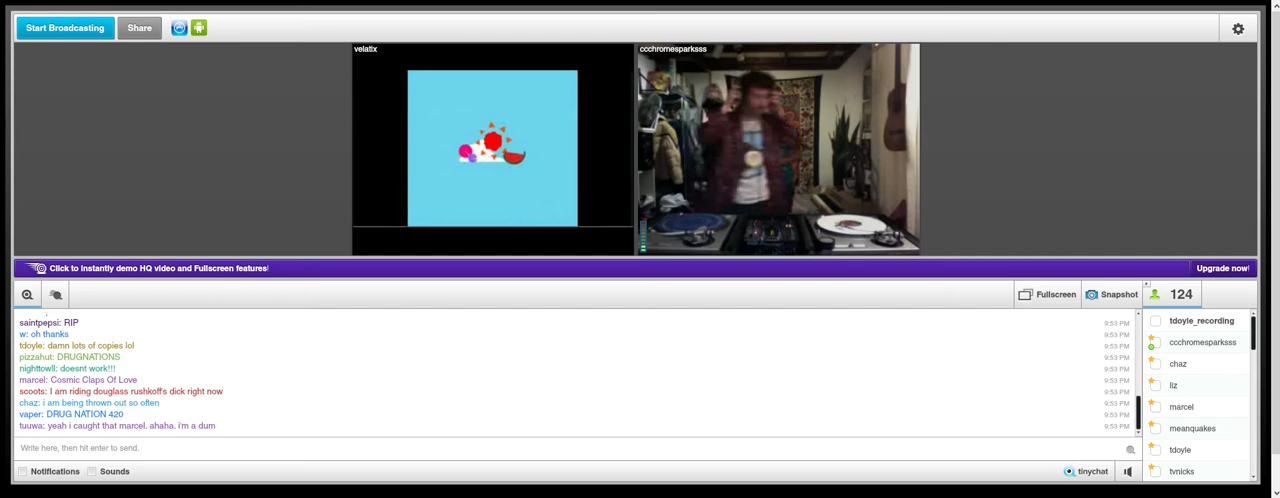 Start Broadcasting
Share
velatix
ccchromesparksss
Click to instantly demo HQ video and Fullscreen features!
Upgrade now!
Fullscreen
Snapshot
124
saintpepsi: RIP 9:53 PM
w: oh thanks 9:53 PM
tdoyle: damn lots of copies lol 9:53 PM
pizzahut: DRUGNATIONS 9:53 PM
nighttowll: doesnt work!!! 9:53 PM
marcel: Cosmic Claps Of Love 9:53 PM
scoots: I am riding douglass rushkoff's dick right now 9:53 PM
chaz: i am being thrown out so often 9:53 PM
vaper: DRUG NATION 420 9:53 PM
tuuwa: yeah i caught that marcel. ahaha. i'm a dum 9:53 PM
tdoyle_recording
ccchromesparksss
chaz
liz
marcel
meanquakes
tdoyle
tvnicks
Write here, then hit enter to send.
Notifications
Sounds
tinychat